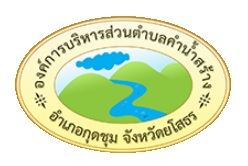 องค์การบริหารส่วนตำบลคำน้ำสร้าง
อำเภอกุดชุม จังหวัดยโสธร